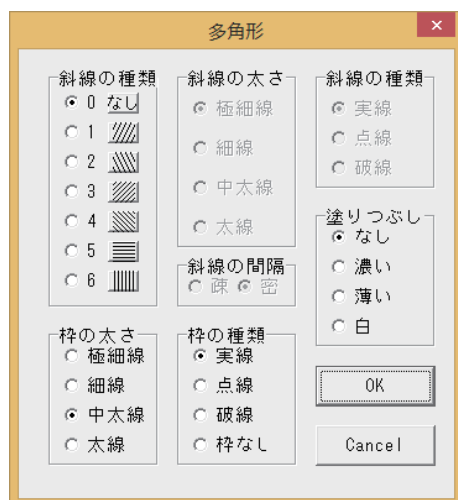 多角形
斜線の種類
0 なし
1
2
3
4
5
6
斜線の太さ
極細線
細線
中太線
太線
斜線の種類
実線
点線
破線
斜線の間隔
疎 密
塗りつぶし
なし
濃い
薄い
白
枠の太さ
極細線
細線
中太線
太線
枠の種類
実線
点線
破線
枠なし
OK
Cancel